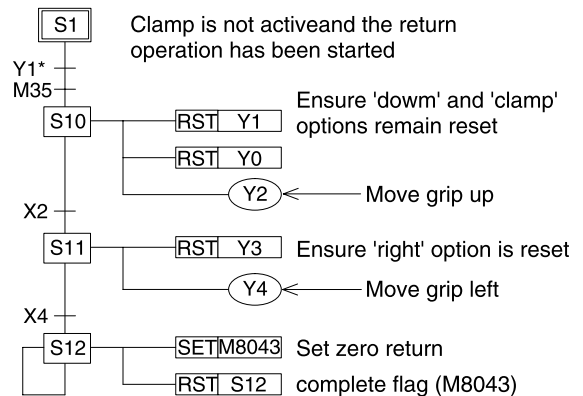 S1 Clamp is not activeand the return
operation has been started
Y1*
M35
S10 RST Y1 Ensure 'dowm' and 'clamp'
options remain reset
RST Y0
Y2 Move grip up
X2
S11 RST Y3 Ensure 'right' option is reset
Y4 Move grip left
X4
S12 SET M8043 Set zero return
RST S12 complete flag (M8043)